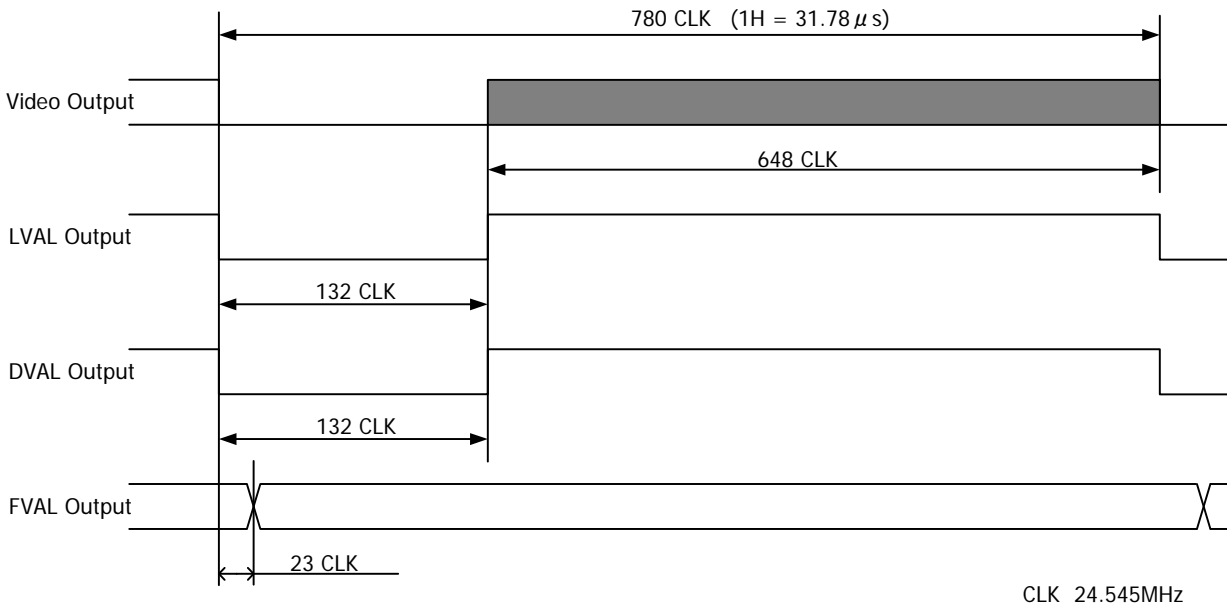 780 CLK (1H = 31.78μs)
Video Output
648 CLK
LVAL Output
132 CLK
DVAL Output
132 CLK
FVAL Output
23 CLK
CLK 24.545MHz